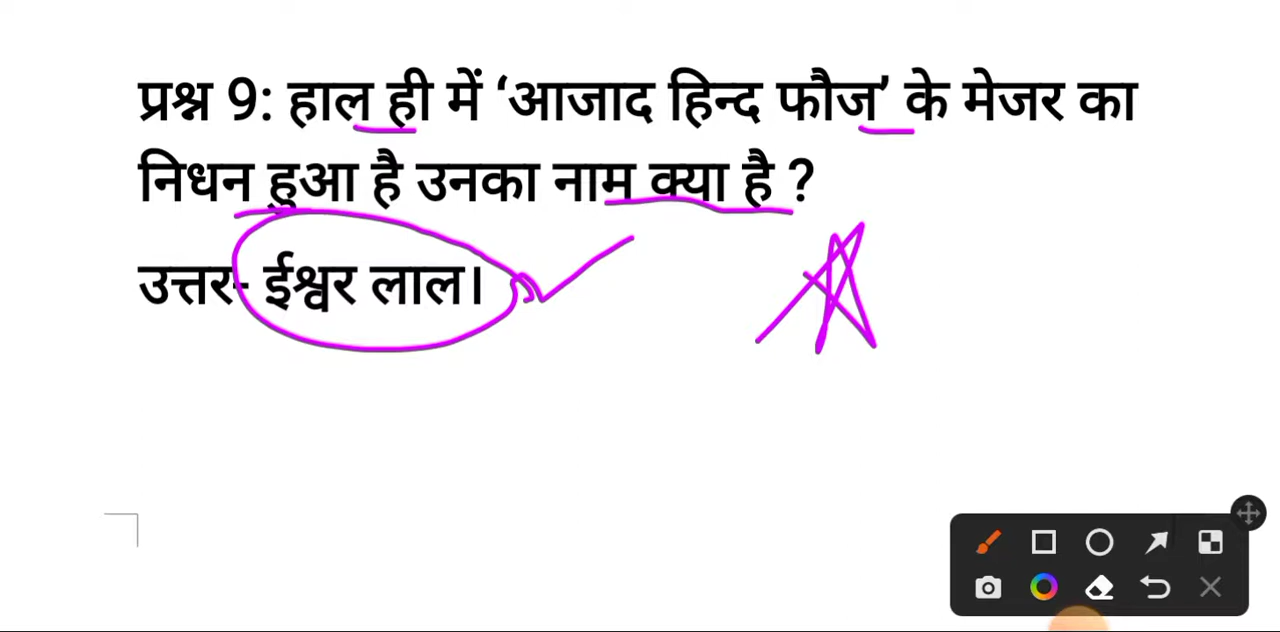 प्रश्न 9: हाल ही में ‘आजाद हिन्द फौज’ के मेजर का
निधन हुआ है उनका नाम क्या है ?
उत्तर- ईश्वर लाल।